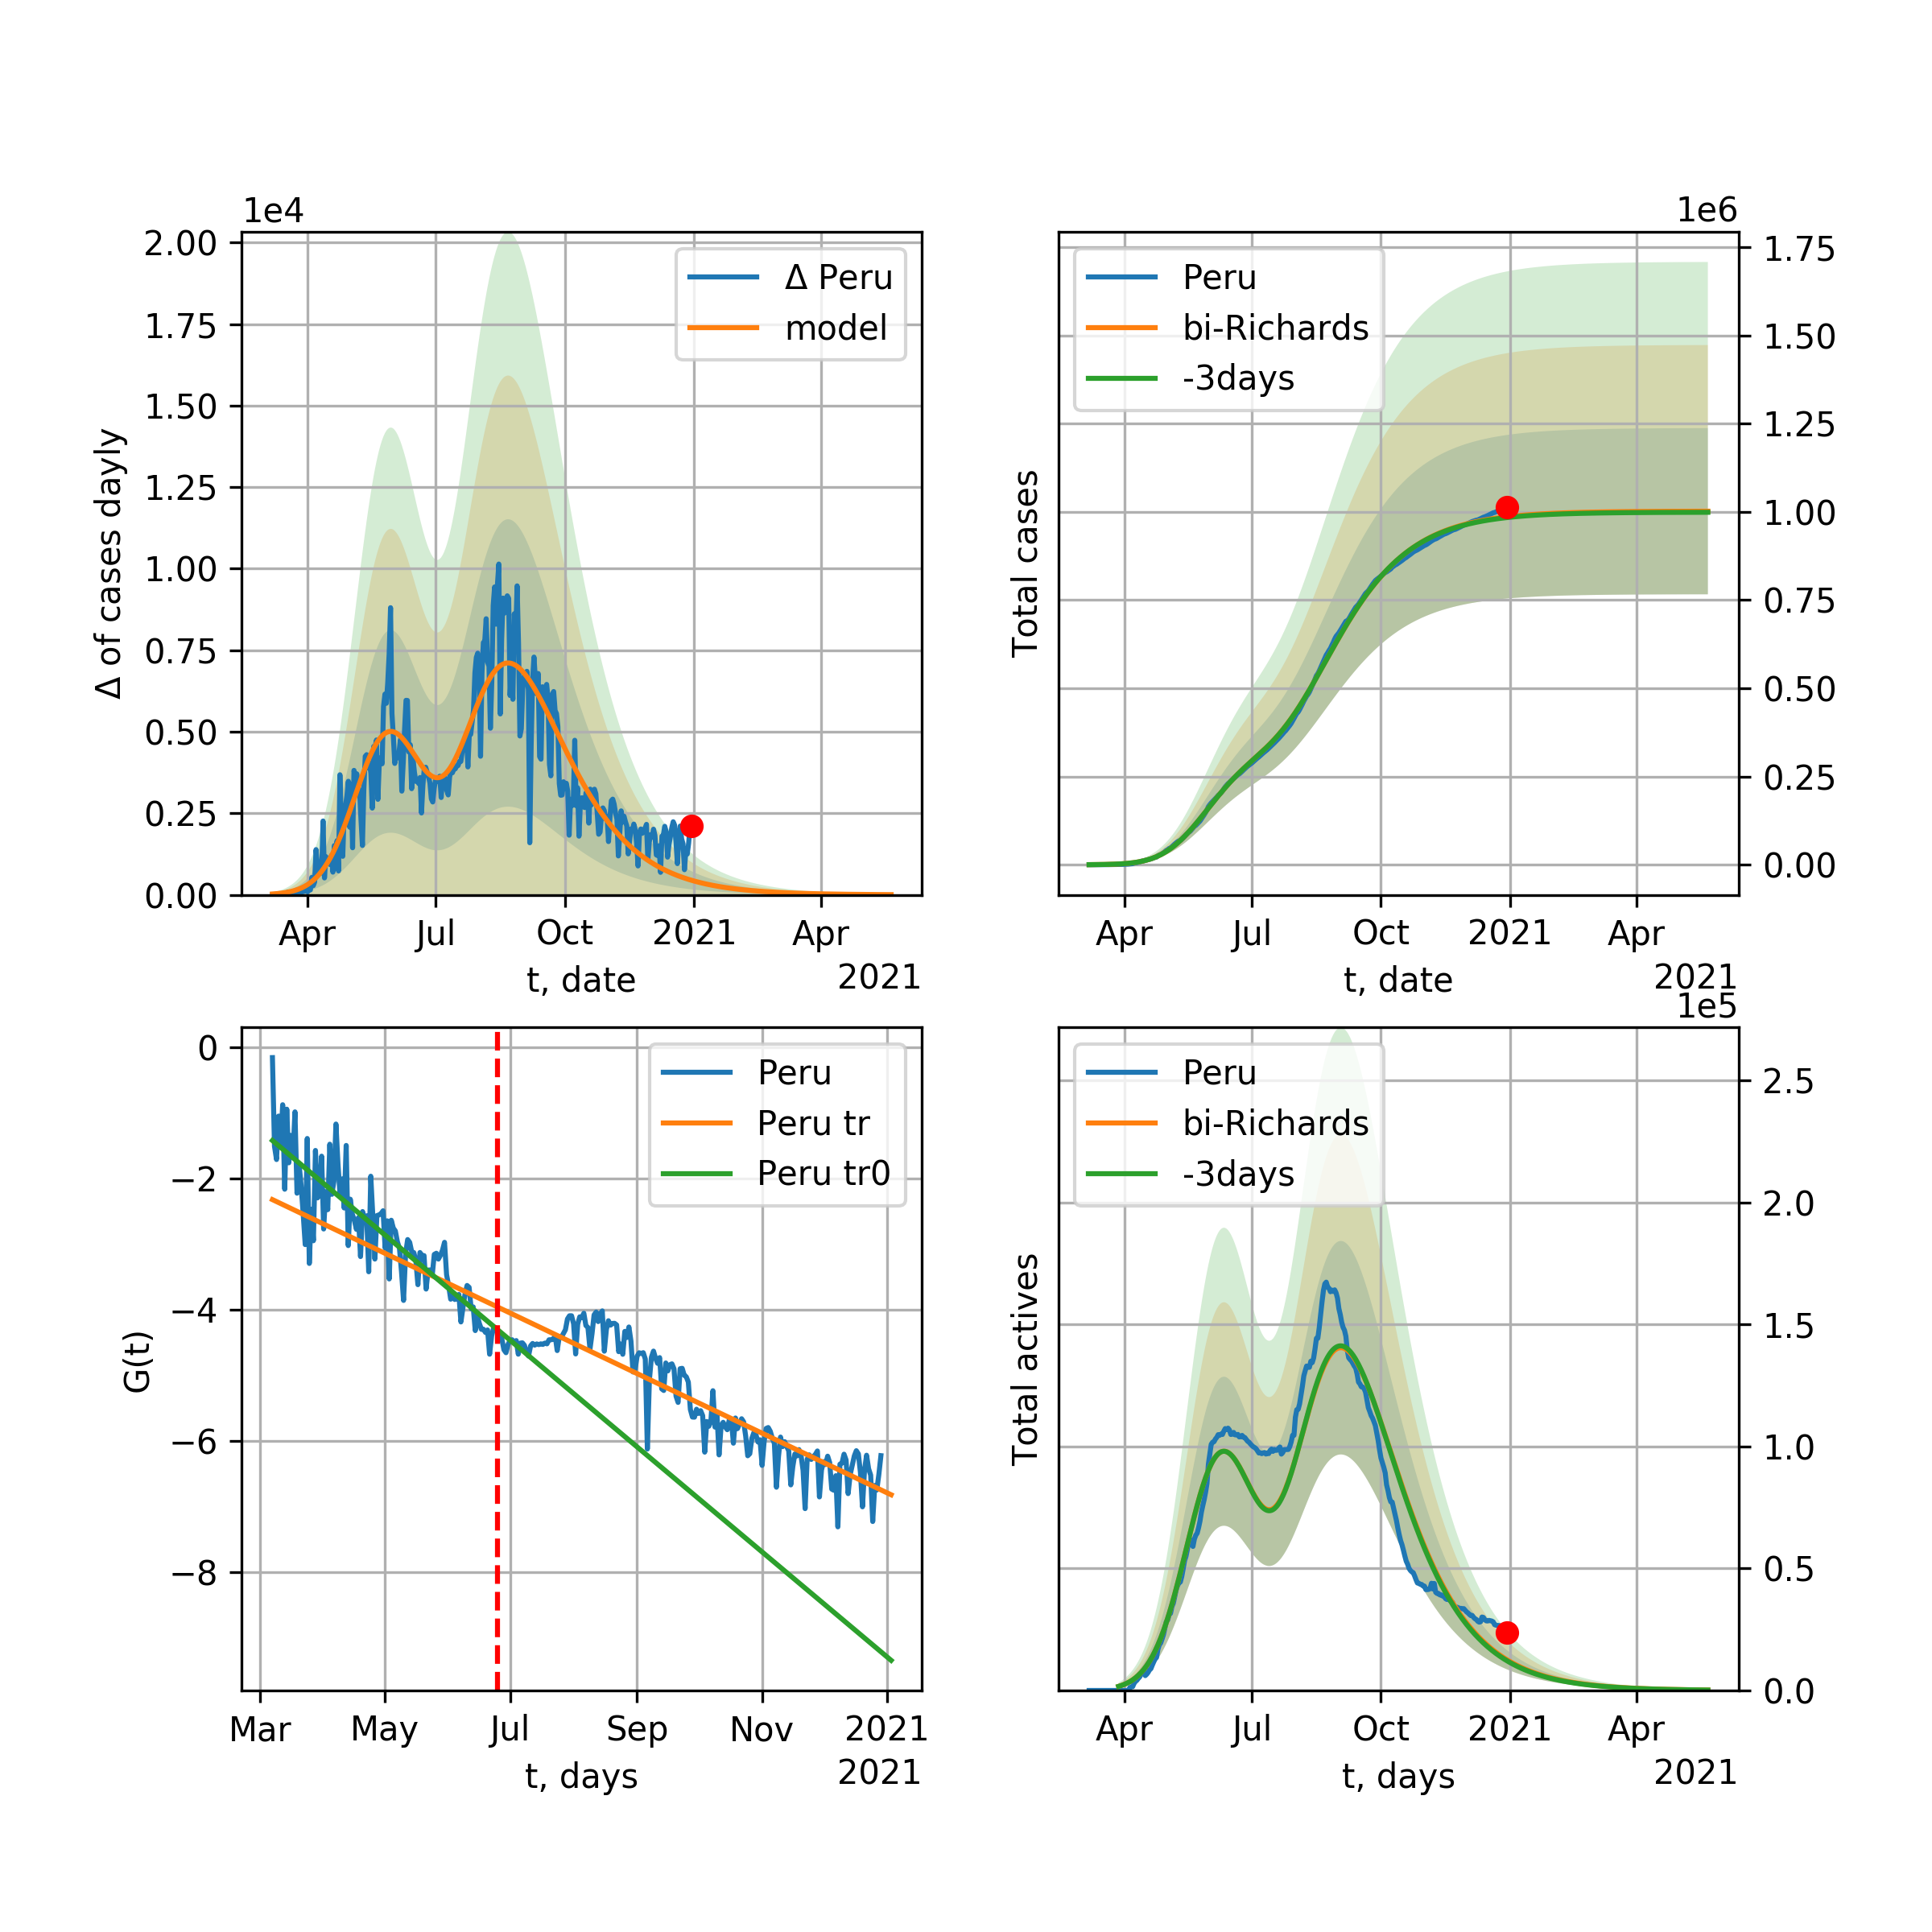 1e4
2.00
1.75
1.50
1.25
1.00
0.75
0.50
0.25
0.00
Δ of cases dayly
Δ Peru
model
Apr
Jul
Oct
2021
Apr
t, date
2021
1e6
1.75
1.50
1.25
1.00
0.75
0.50
0.25
0.00
Total cases
Peru
bi-Richards
-3days
Apr
Jul
Oct
2021
Apr
t, date
2021
0
−2
−4
−6
−8
G(t)
Peru
Peru tr
Peru tr0
Mar
May
Jul
Sep
Nov
2021
t, days
2021
1e5
2.5
2.0
1.5
1.0
0.5
0.0
Total actives
Peru
bi-Richards
-3days
Apr
Jul
Oct
2021
Apr
t, days
2021